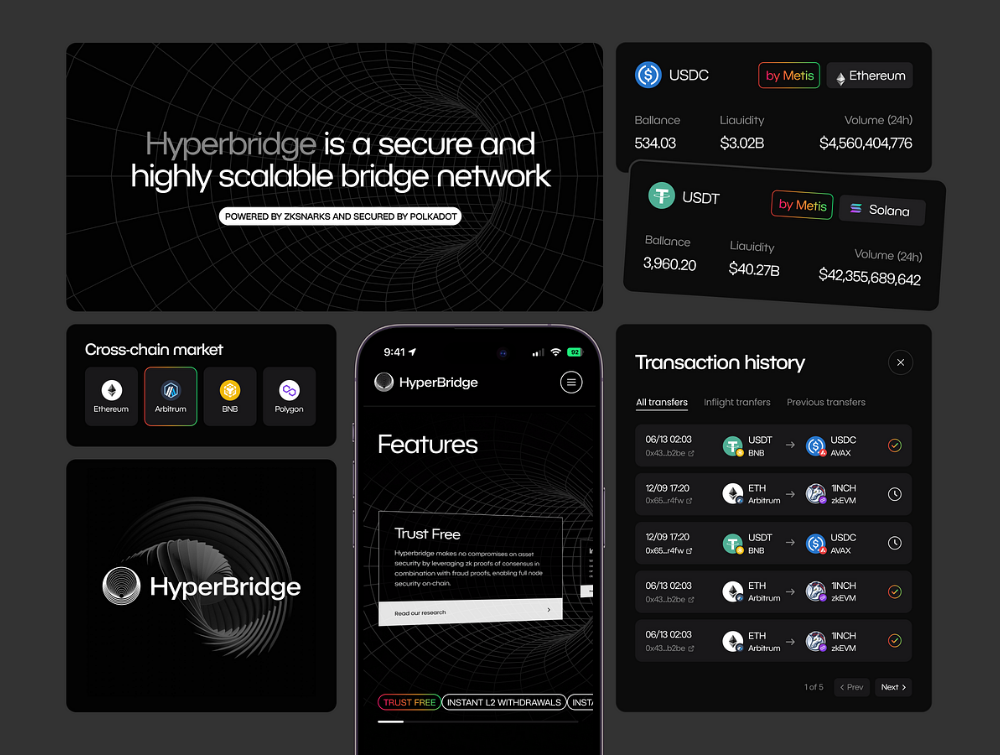 Hyperbridge is a secure and
highly scalable bridge network
POWERED BY ZKSNARKS AND SECURED BY POLKADOT
USDC
by Metis
Ethereum
Ballance
Liauidity
Volume (24h)
534.03
$3.02B
$4,560,404,776
USDT
by Metis
Solana
Ballance
Liauidity
Volume (24h)
3,960.20
$40.27B
$42,355,689,642
Cross-chain market
Ethereum
Arbitrum
BNB
Polygon
HyperBridge
9:41
92
HyperBridge
Features
Trust Free
Hyperbridge makes no compromises on asset
security by leveraging zk proofs of consensus in
combination with fraud proofs, enabling full node
security on-chain.
Read our research
TRUST FREE
INSTANT L2 WITHDRAWALS
INSTA
Transaction history
All transfers
Inflight tranfers
Previous transfers
06/13 02:03
USDT
USDC
0x43...b2be
BNB
AVAX
12/09 17:20
ETH
1INCH
0x65...r4fw
Arbitrum
zkEVM
12/09 17:20
USDT
USDC
0x65...r4fw
BNB
AVAX
06/13 02:03
ETH
1INCH
0x43...b2be
Arbitrum
zkEVM
06/13 02:03
ETH
1INCH
0x43...b2be
Arbitrum
zkEVM
1 of 5
< Prev
Next >